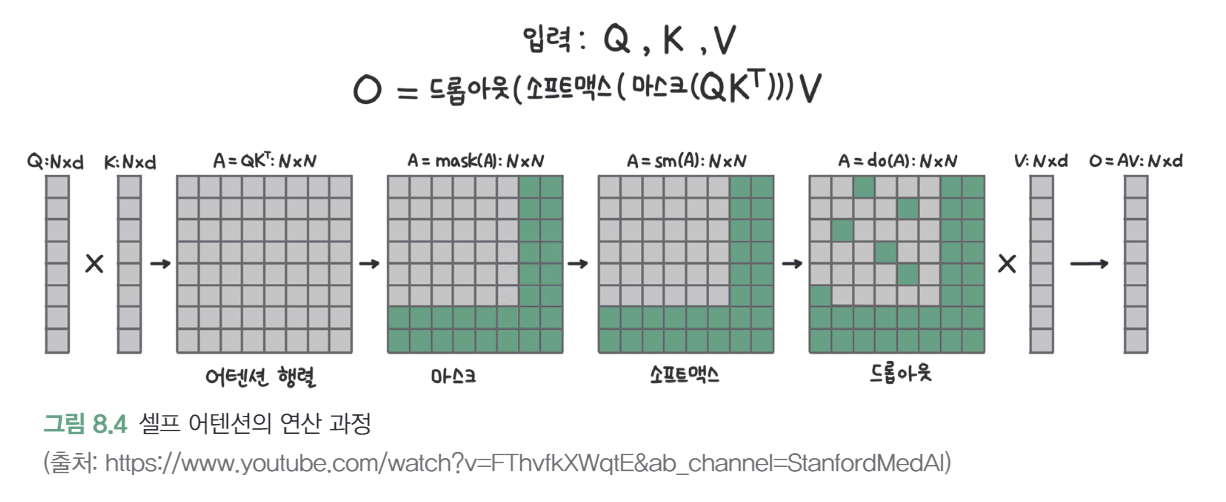 입력: Q, K, V
O = 드롭아웃(소프트맥스(마스크(QKᵀ)))V
Q:N×d K:N×d A=QKᵀ:N×N A=mask(A):N×N A=sm(A):N×N A=do(A):N×N V:N×d O=AV:N×d
× → → → → × →
어텐션 행렬 마스크 소프트맥스 드롭아웃
그림 8.4 셀프 어텐션의 연산 과정
(출처: https://www.youtube.com/watch?v=FThvfkXWqtE&ab_channel=StanfordMedAI)